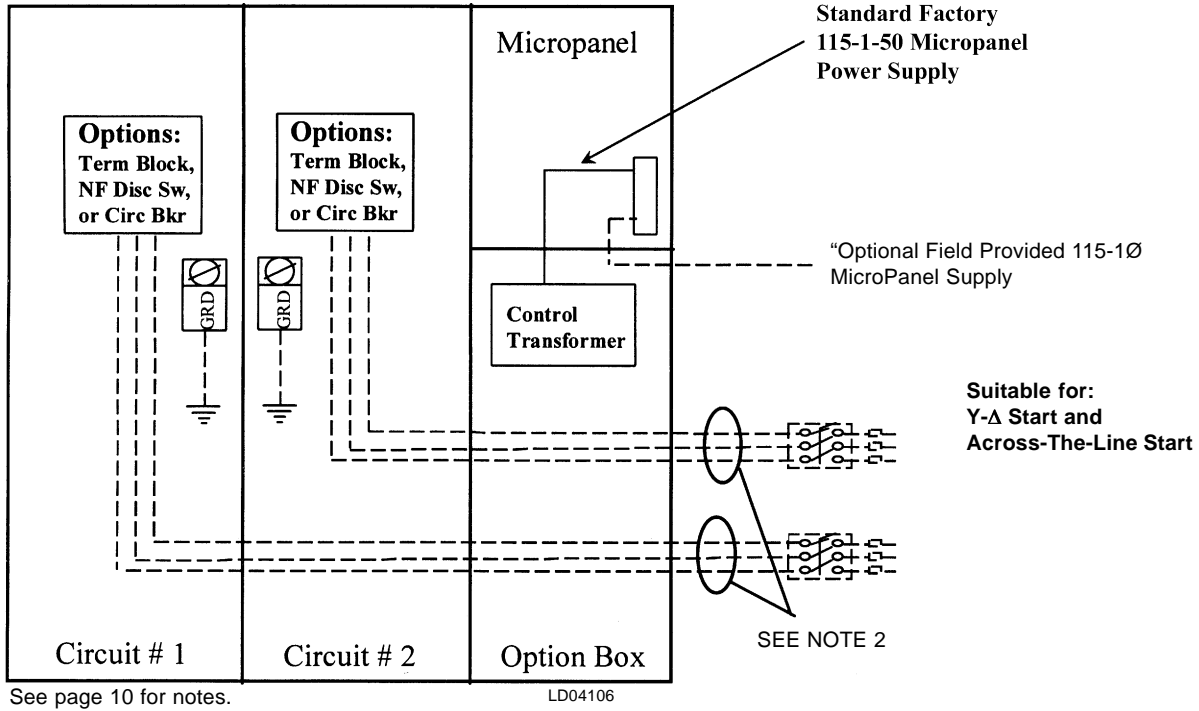 Standard Factory
115-1-50 Micropanel
Power Supply
Micropanel
Options:
Term Block,
NF Disc Sw,
or Circ Bkr
Options:
Term Block,
NF Disc Sw,
or Circ Bkr
GRD
GRD
“Optional Field Provided 115-1Ø
MicroPanel Supply
Control
Transformer
Suitable for:
Y-Δ Start and
Across-The-Line Start
SEE NOTE 2
Circuit # 1
Circuit # 2
Option Box
See page 10 for notes.
LD04106